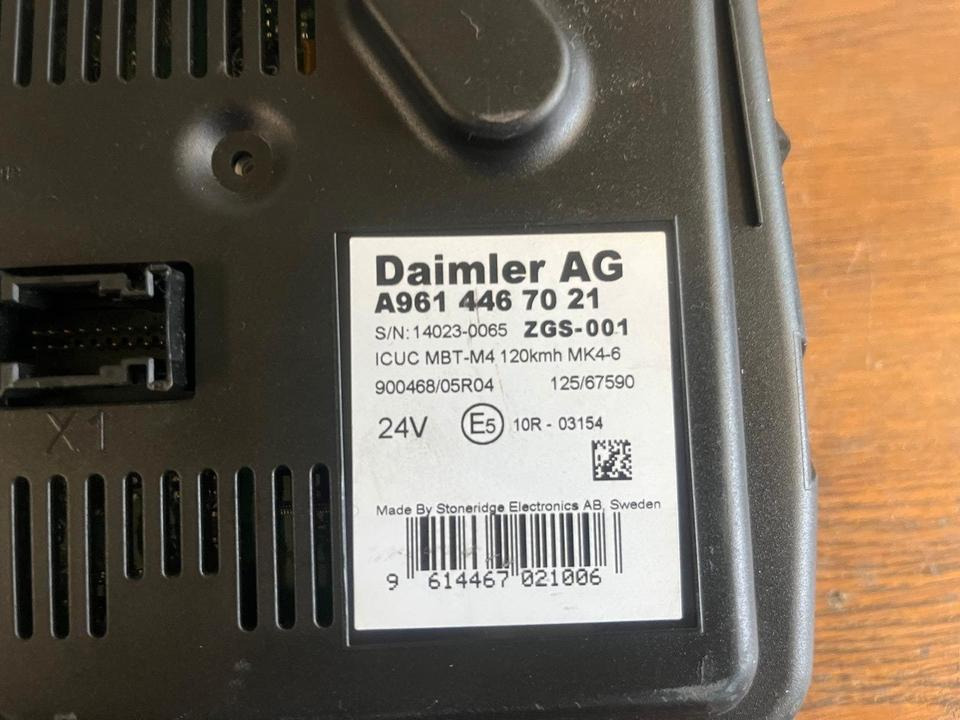 Daimler AG
A961 446 70 21
S/N: 14023-0065 ZGS-001
ICUC MBT-M4 120kmh MK4-6
900468/05R04 125/67590
24V E5 10R - 03154
Made By Stoneridge Electronics AB, Sweden
9 614467 021006
X1